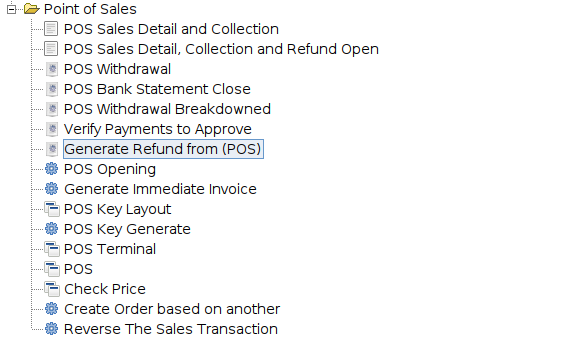 Point of Sales
POS Sales Detail and Collection
POS Sales Detail, Collection and Refund Open
POS Withdrawal
POS Bank Statement Close
POS Withdrawal Breakdowned
Verify Payments to Approve
Generate Refund from (POS)
POS Opening
Generate Immediate Invoice
POS Key Layout
POS Key Generate
POS Terminal
POS
Check Price
Create Order based on another
Reverse The Sales Transaction